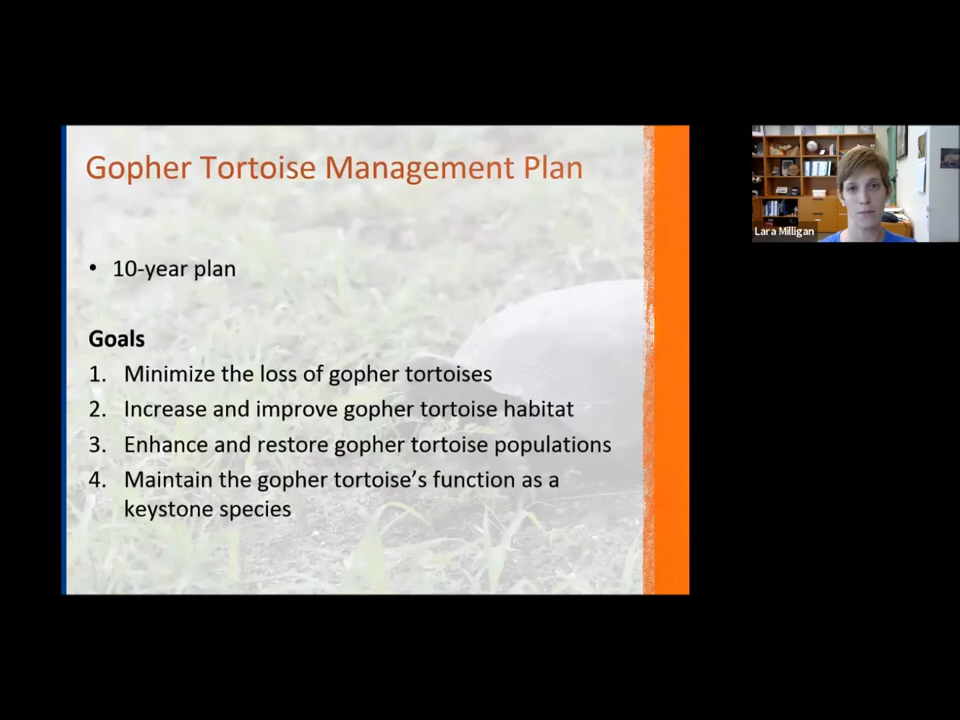 Gopher Tortoise Management Plan
• 10-year plan
Goals
1. Minimize the loss of gopher tortoises
2. Increase and improve gopher tortoise habitat
3. Enhance and restore gopher tortoise populations
4. Maintain the gopher tortoise's function as a
keystone species
Lara Milligan